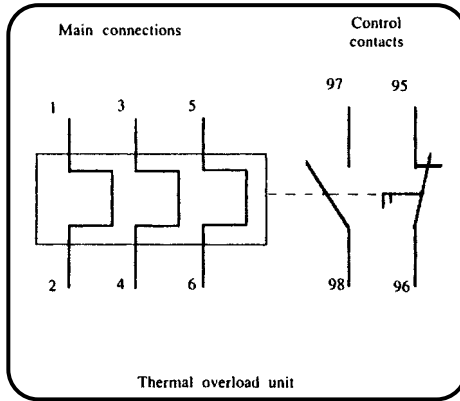 Main connections
Control
contacts
97 95
1 3 5
2 4 6
98 96
Thermal overload unit